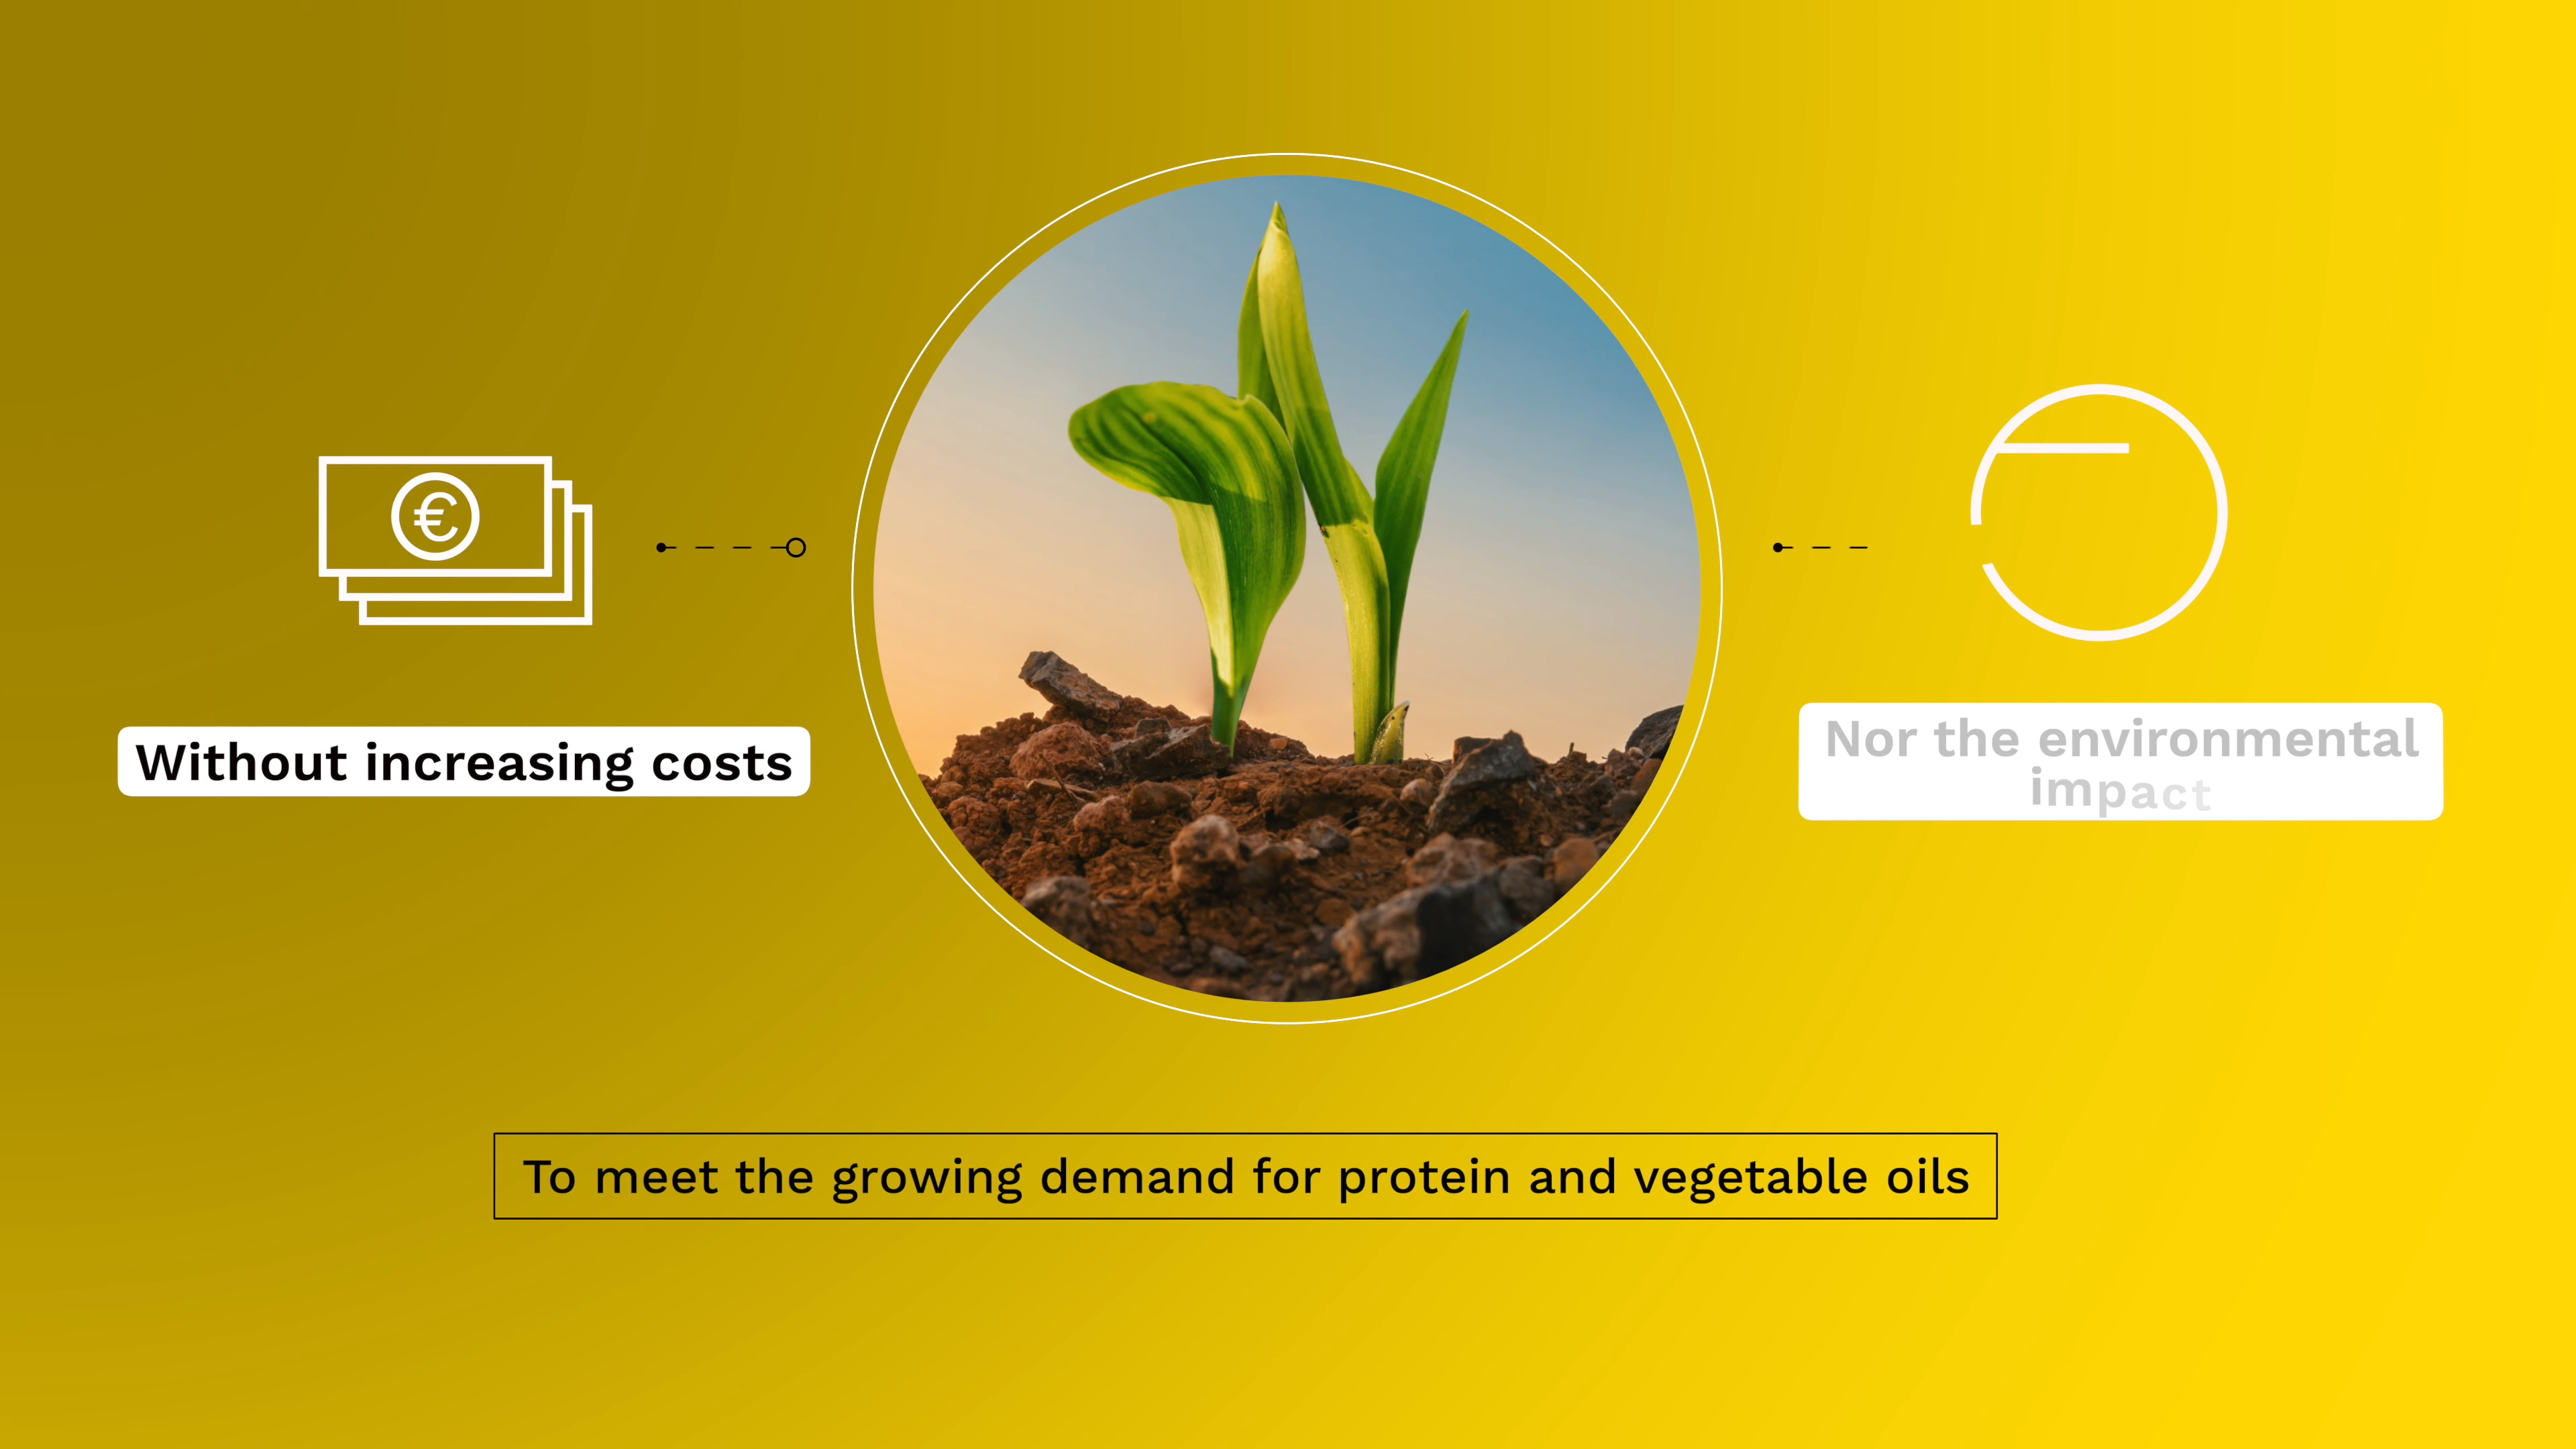 €
Without increasing costs
Nor the environmental
impact
To meet the growing demand for protein and vegetable oils